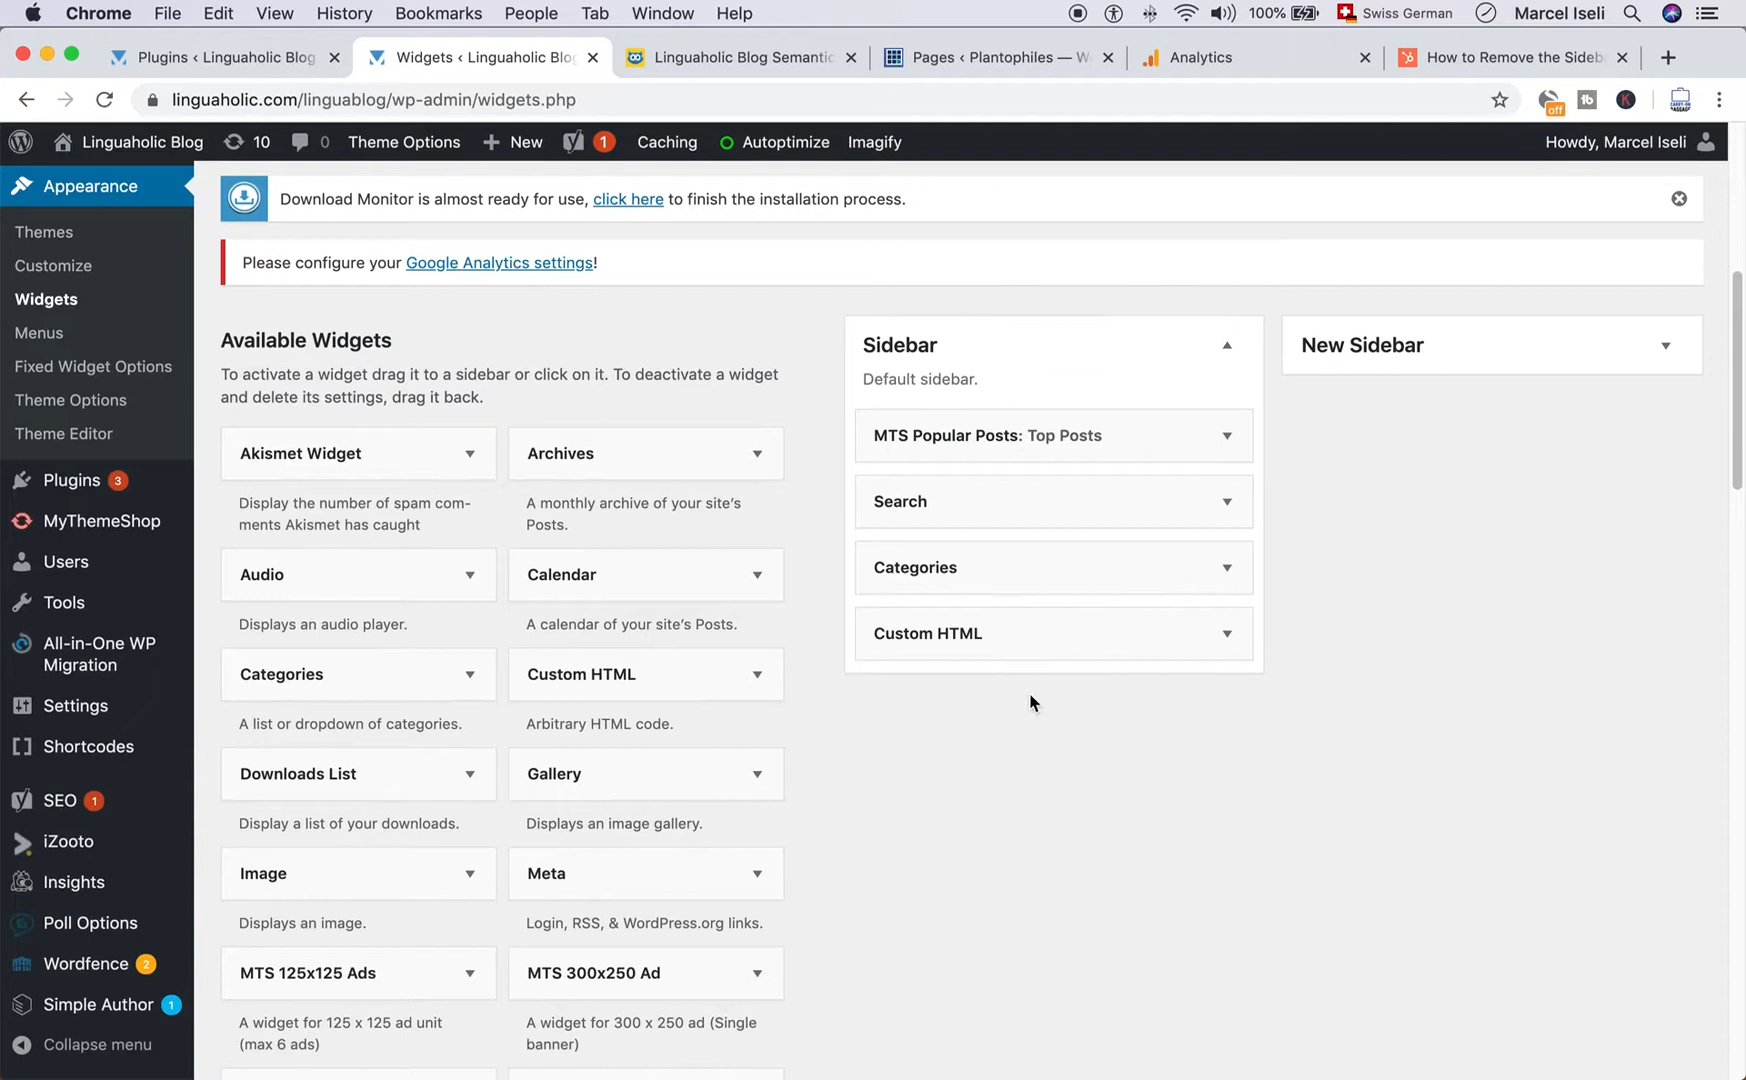 Chrome File Edit View History Bookmarks People Tab Window Help 100% Swiss German Marcel Iseli
Plugins ‹ Linguaholic Blog Widgets ‹ Linguaholic Blog Linguaholic Blog Semantic Pages ‹ Plantophiles — W Analytics How to Remove the Sideb
linguaholic.com/linguablog/wp-admin/widgets.php off tb K
Linguaholic Blog 10 0 Theme Options New 1 Caching Autoptimize Imagify Howdy, Marcel Iseli
Appearance
Themes
Customize
Widgets
Menus
Fixed Widget Options
Theme Options
Theme Editor
Plugins 3
MyThemeShop
Users
Tools
All-in-One WP
Migration
Settings
Shortcodes
SEO 1
iZooto
Insights
Poll Options
Wordfence 2
Simple Author 1
Collapse menu
Download Monitor is almost ready for use, click here to finish the installation process.
Please configure your Google Analytics settings!
Available Widgets
To activate a widget drag it to a sidebar or click on it. To deactivate a widget
and delete its settings, drag it back.
Akismet Widget Archives
Display the number of spam com- A monthly archive of your site's
ments Akismet has caught Posts.
Audio Calendar
Displays an audio player. A calendar of your site's Posts.
Categories Custom HTML
A list or dropdown of categories. Arbitrary HTML code.
Downloads List Gallery
Display a list of your downloads. Displays an image gallery.
Image Meta
Displays an image. Login, RSS, & WordPress.org links.
MTS 125x125 Ads MTS 300x250 Ad
A widget for 125 x 125 ad unit A widget for 300 x 250 ad (Single
(max 6 ads) banner)
Sidebar
Default sidebar.
MTS Popular Posts: Top Posts
Search
Categories
Custom HTML
New Sidebar